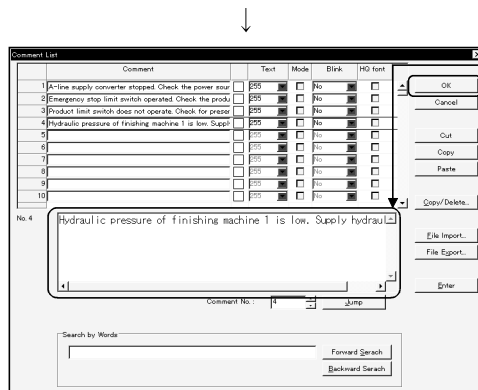 Comment List
Comment Text Mode Blink HQ font
1 A-line supply converter stopped. Check the power sour 255 No
2 Emergency stop limit switch operated. Check the produ 255 No
3 Product limit switch does not operate. Check for preser 255 No
4 Hydraulic pressure of finishing machine 1 is low. Suppl 255 No
5 255 No
6 255 No
7 255 No
8 255 No
9 255 No
10 255 No
OK
Cancel
Cut
Copy
Paste
Copy/Delete...
File Import...
File Export...
Enter
No. 4
Hydraulic pressure of finishing machine 1 is low. Supply hydraul
Comment No. : 4 Jump
Search by Words
Forward Serach
Backward Serach